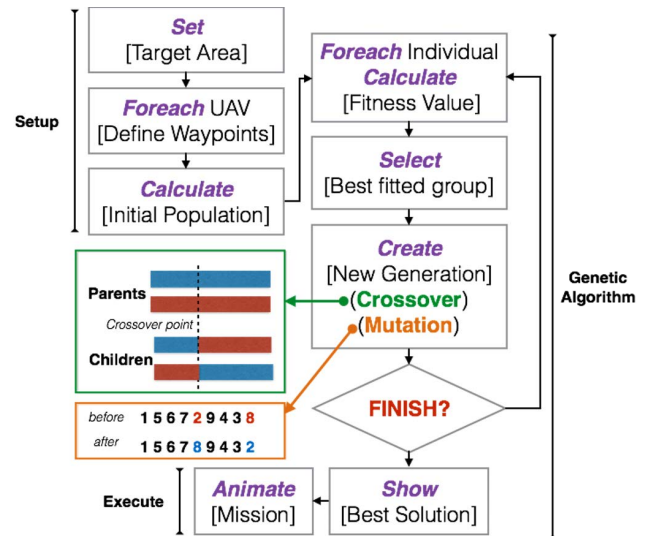 Setup
Set
[Target Area]
Foreach UAV
[Define Waypoints]
Calculate
[Initial Population]
Foreach Individual
Calculate
[Fitness Value]
Select
[Best fitted group]
Create
[New Generation]
(Crossover)
(Mutation)
Genetic
Algorithm
Parents
Crossover point
Children
before 1 5 6 7 2 9 4 3 8
after 1 5 6 7 8 9 4 3 2
FINISH?
Execute
Animate
[Mission]
Show
[Best Solution]